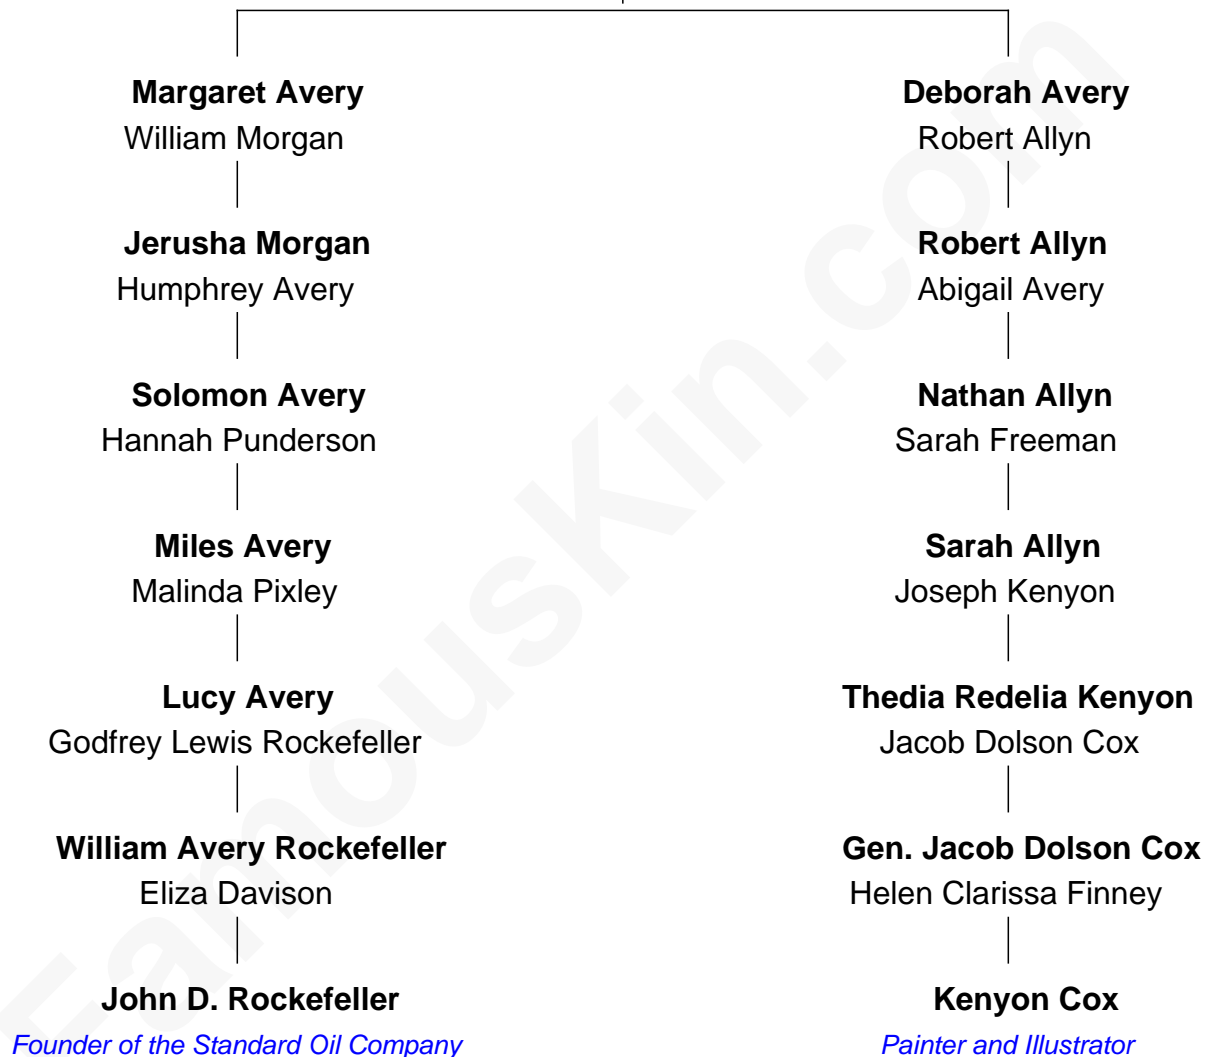 Margaret Avery
William Morgan
Jerusha Morgan
Humphrey Avery
Solomon Avery
Hannah Punderson
Miles Avery
Malinda Pixley
Lucy Avery
Godfrey Lewis Rockefeller
William Avery Rockefeller
Eliza Davison
John D. Rockefeller
Founder of the Standard Oil Company
Deborah Avery
Robert Allyn
Robert Allyn
Abigail Avery
Nathan Allyn
Sarah Freeman
Sarah Allyn
Joseph Kenyon
Thedia Redelia Kenyon
Jacob Dolson Cox
Gen. Jacob Dolson Cox
Helen Clarissa Finney
Kenyon Cox
Painter and Illustrator
FamousKin.com